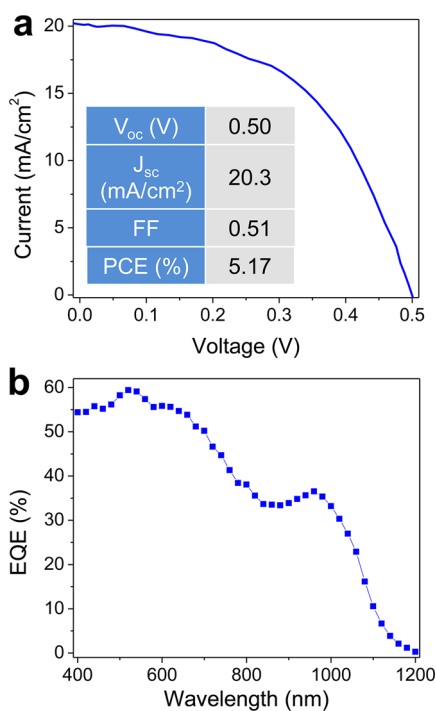 a
20
15
10
5
0
Current (mA/cm²)
V_oc (V) 0.50
J_sc
(mA/cm²) 20.3
FF 0.51
PCE (%) 5.17
0.0 0.1 0.2 0.3 0.4 0.5
Voltage (V)
b
60
50
40
30
20
10
0
EQE (%)
400 600 800 1000 1200
Wavelength (nm)